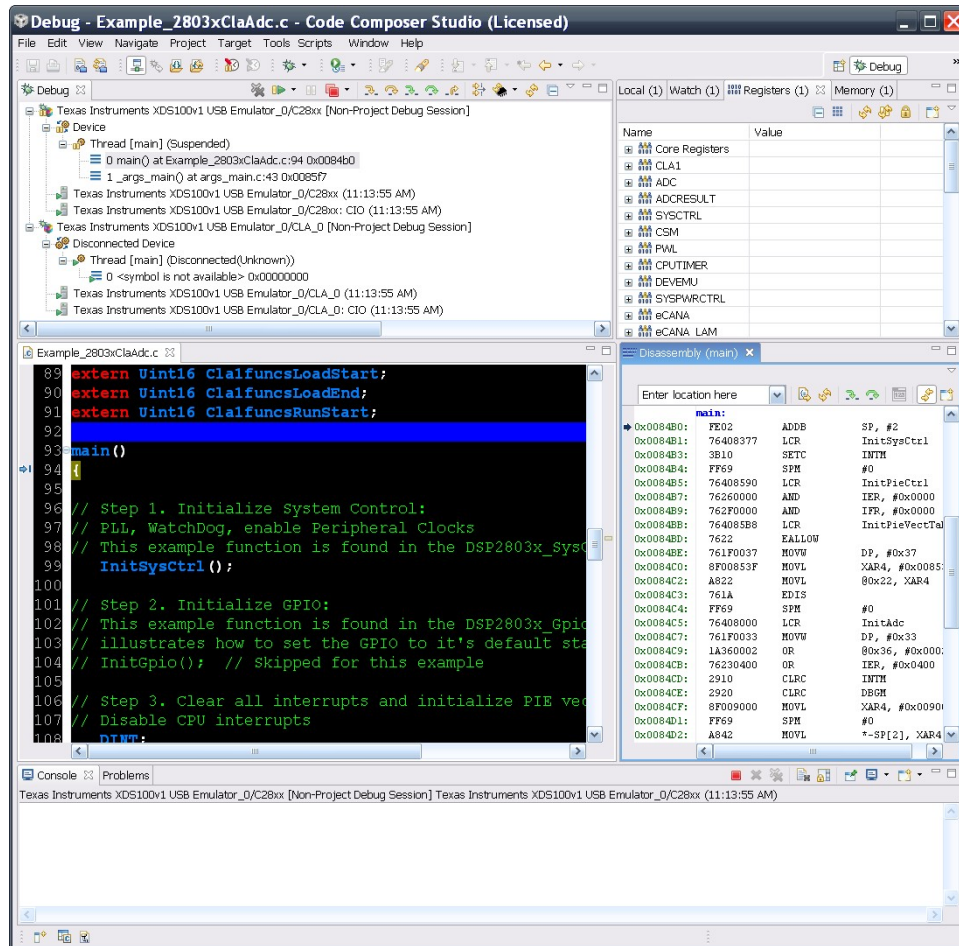 Debug - Example_2803xClaAdc.c - Code Composer Studio (Licensed)
File Edit View Navigate Project Target Tools Scripts Window Help
Debug
Debug
Texas Instruments XDS100v1 USB Emulator_0/C28xx [Non-Project Debug Session]
Device
Thread [main] (Suspended)
0 main() at Example_2803xClaAdc.c:94 0x0084b0
1 _args_main() at args_main.c:43 0x0085f7
Texas Instruments XDS100v1 USB Emulator_0/C28xx (11:13:55 AM)
Texas Instruments XDS100v1 USB Emulator_0/C28xx: CIO (11:13:55 AM)
Texas Instruments XDS100v1 USB Emulator_0/CLA_0 [Non-Project Debug Session]
Disconnected Device
Thread [main] (Disconnected(Unknown))
0 <symbol is not available> 0x00000000
Texas Instruments XDS100v1 USB Emulator_0/CLA_0 (11:13:55 AM)
Texas Instruments XDS100v1 USB Emulator_0/CLA_0: CIO (11:13:55 AM)
Local (1) Watch (1) Registers (1) Memory (1)
Name Value
Core Registers
CLA1
ADC
ADCRESULT
SYSCTRL
CSM
PWL
CPUTIMER
DEVEMU
SYSPWRCTRL
eCANA
eCANA_LAM
Example_2803xClaAdc.c
89 extern Uint16 Cla1funcsLoadStart;
90 extern Uint16 Cla1funcsLoadEnd;
91 extern Uint16 Cla1funcsRunStart;
92
93 main()
94 {
95
96 // Step 1. Initialize System Control:
97 // PLL, WatchDog, enable Peripheral Clocks
98 // This example function is found in the DSP2803x_Sys
99 InitSysCtrl();
100
101 // Step 2. Initialize GPIO:
102 // This example function is found in the DSP2803x_Gpio
103 // illustrates how to set the GPIO to it's default sta
104 // InitGpio(); // Skipped for this example
105
106 // Step 3. Clear all interrupts and initialize PIE vec
107 // Disable CPU interrupts
108 DINT;
Disassembly (main)
Enter location here
main:
0x0084B0: FE02 ADDB SP, #2
0x0084B1: 76408377 LCR InitSysCtrl
0x0084B3: 3B10 SETC INTM
0x0084B4: FF69 SPM #0
0x0084B5: 76408590 LCR InitPieCtrl
0x0084B7: 76260000 AND IER, #0x0000
0x0084B9: 762F0000 AND IFR, #0x0000
0x0084BB: 764085B8 LCR InitPieVectTal
0x0084BD: 7622 EALLOW
0x0084BE: 761F0037 MOVW DP, #0x37
0x0084C0: 8F00853F MOVL XAR4, #0x0085
0x0084C2: A822 MOVL @0x22, XAR4
0x0084C3: 761A EDIS
0x0084C4: FF69 SPM #0
0x0084C5: 76408000 LCR InitAdc
0x0084C7: 761F0033 MOVW DP, #0x33
0x0084C9: 1A360002 OR @0x36, #0x000
0x0084CB: 76230400 OR IER, #0x0400
0x0084CD: 2910 CLRC INTM
0x0084CE: 2920 CLRC DBGM
0x0084CF: 8F009000 MOVL XAR4, #0x0090
0x0084D1: FF69 SPM #0
0x0084D2: A842 MOVL *-SP[2], XAR4
Console Problems
Texas Instruments XDS100v1 USB Emulator_0/C28xx [Non-Project Debug Session] Texas Instruments XDS100v1 USB Emulator_0/C28xx (11:13:55 AM)